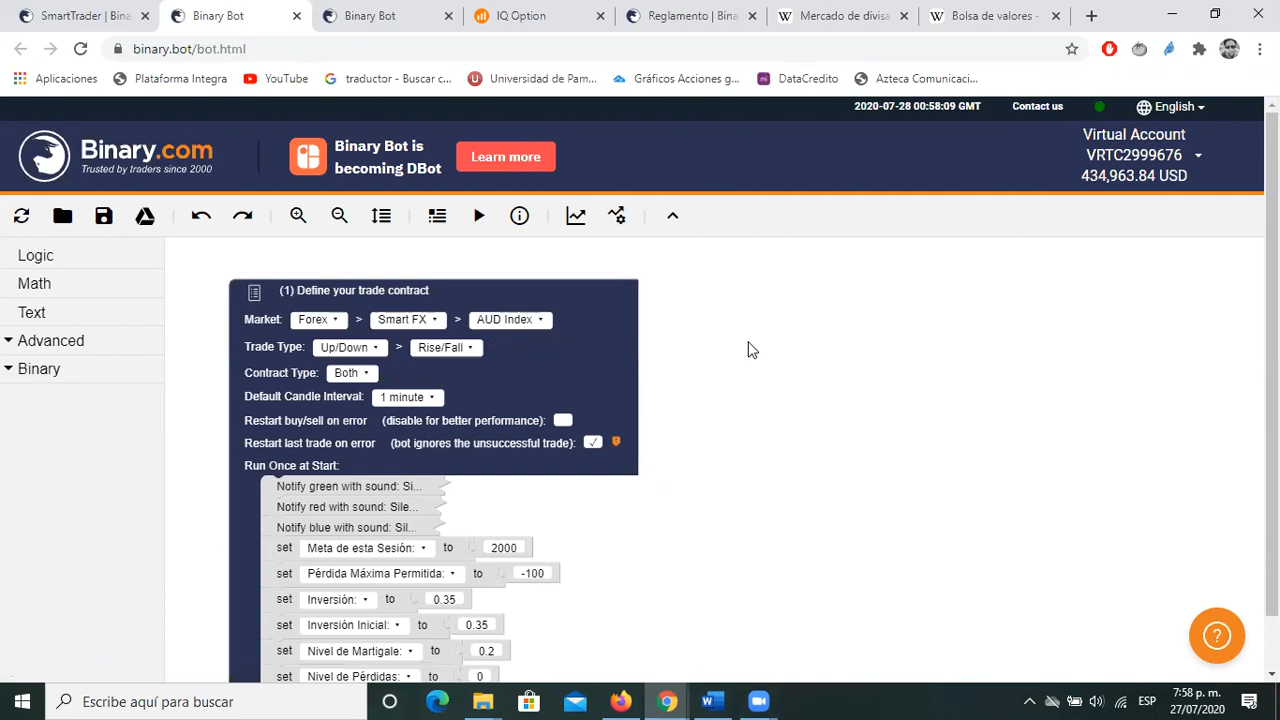 SmartTrader | Bina
Binary Bot
Binary Bot
IQ Option
Reglamento | Bina
Mercado de divisa
Bolsa de valores -
binary.bot/bot.html
Aplicaciones
Plataforma Integra
YouTube
traductor - Buscar c...
Universidad de Pam...
Gráficos Acciones g...
DataCredito
Azteca Comunicaci...
2020-07-28 00:58:09 GMT
Contact us
English
Binary.com
Trusted by traders since 2000
Binary Bot is
becoming DBot
Learn more
Virtual Account
VRTC2999676
434,963.84 USD
Logic
Math
Text
Advanced
Binary
(1) Define your trade contract
Market: Forex > Smart FX > AUD Index
Trade Type: Up/Down > Rise/Fall
Contract Type: Both
Default Candle Interval: 1 minute
Restart buy/sell on error (disable for better performance):
Restart last trade on error (bot ignores the unsuccessful trade): ✓
Run Once at Start:
Notify green with sound: Si...
Notify red with sound: Sile...
Notify blue with sound: Sil...
set Meta de esta Sesión: to 2000
set Pérdida Máxima Permitida: to -100
set Inversión: to 0.35
set Inversión Inicial: to 0.35
set Nivel de Martigale: to 0.2
set Nivel de Pérdidas: to 0
Escribe aquí para buscar
ESP
7:58 p. m.
27/07/2020